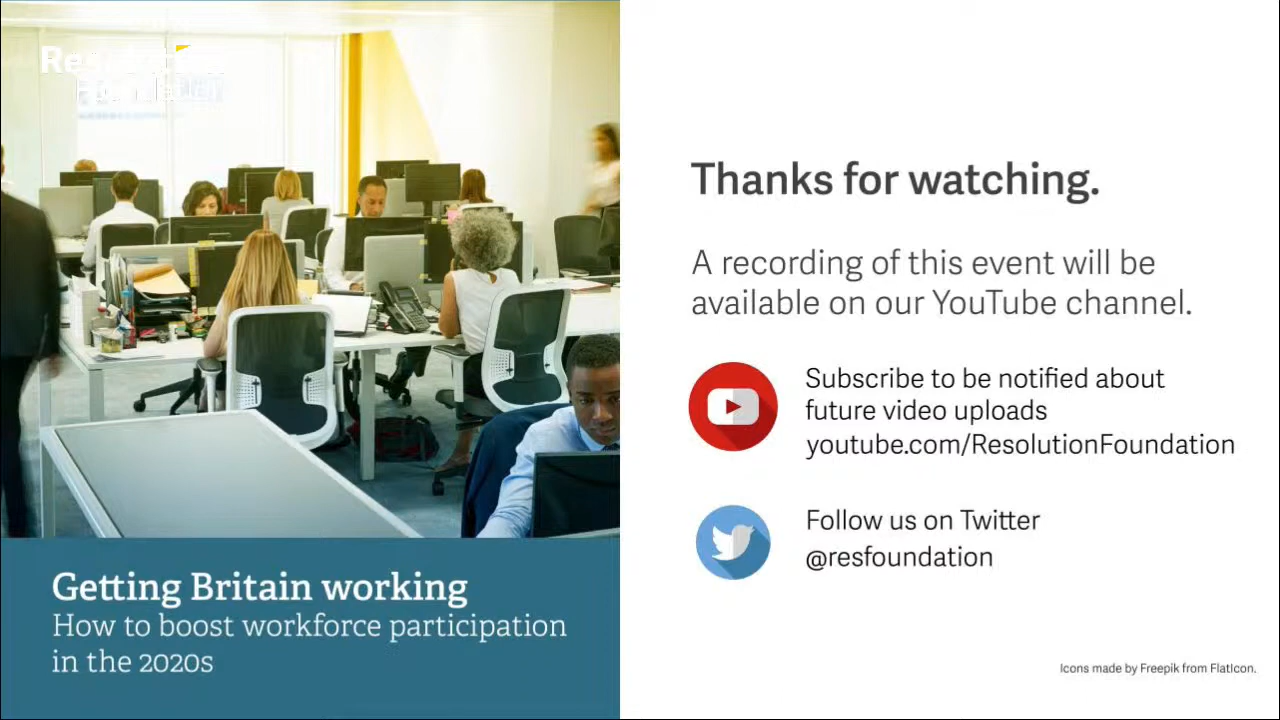 Getting Britain working
How to boost workforce participation
in the 2020s
Thanks for watching.
A recording of this event will be
available on our YouTube channel.
Subscribe to be notified about
future video uploads
youtube.com/ResolutionFoundation
Follow us on Twitter
@resfoundation
Icons made by Freepik from FlatIcon.